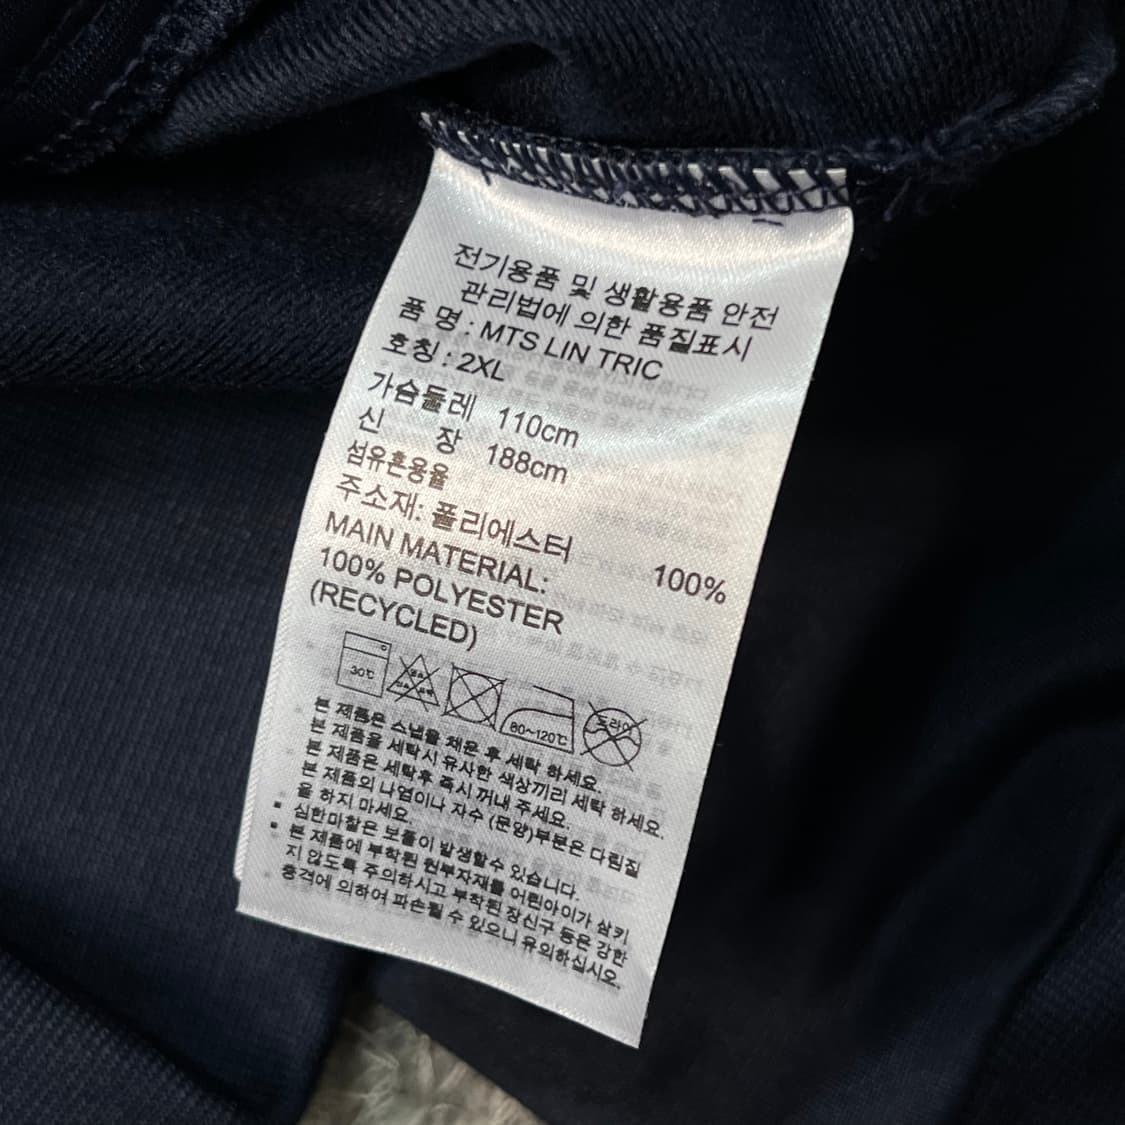 전기용품 및 생활용품 안전
관리법에 의한 품질표시
품 명 : MTS LIN TRIC
호칭 : 2XL
가슴둘레 110cm
신 장 188cm
섬유혼용율
주소재: 폴리에스터 100%
MAIN MATERIAL:
100% POLYESTER
(RECYCLED)
30℃
80~120℃
드라이
본 제품은 스냅을 채운 후 세탁 하세요.
본 제품을 세탁시 유사한 색상끼리 세탁 하세요.
본 제품은 세탁후 즉시 꺼내 주세요.
본 제품의 나염이나 자수 (문양)부분은 다림질
을 하지 마세요.
▪ 심한마찰은 보풀이 발생할수 있습니다.
▪ 본 제품에 부착된 현부자재를 어린아이가 삼키
지 않도록 주의하시고 부착된 장신구 등은 강한
충격에 의하여 파손될 수 있으니 유의하십시오.